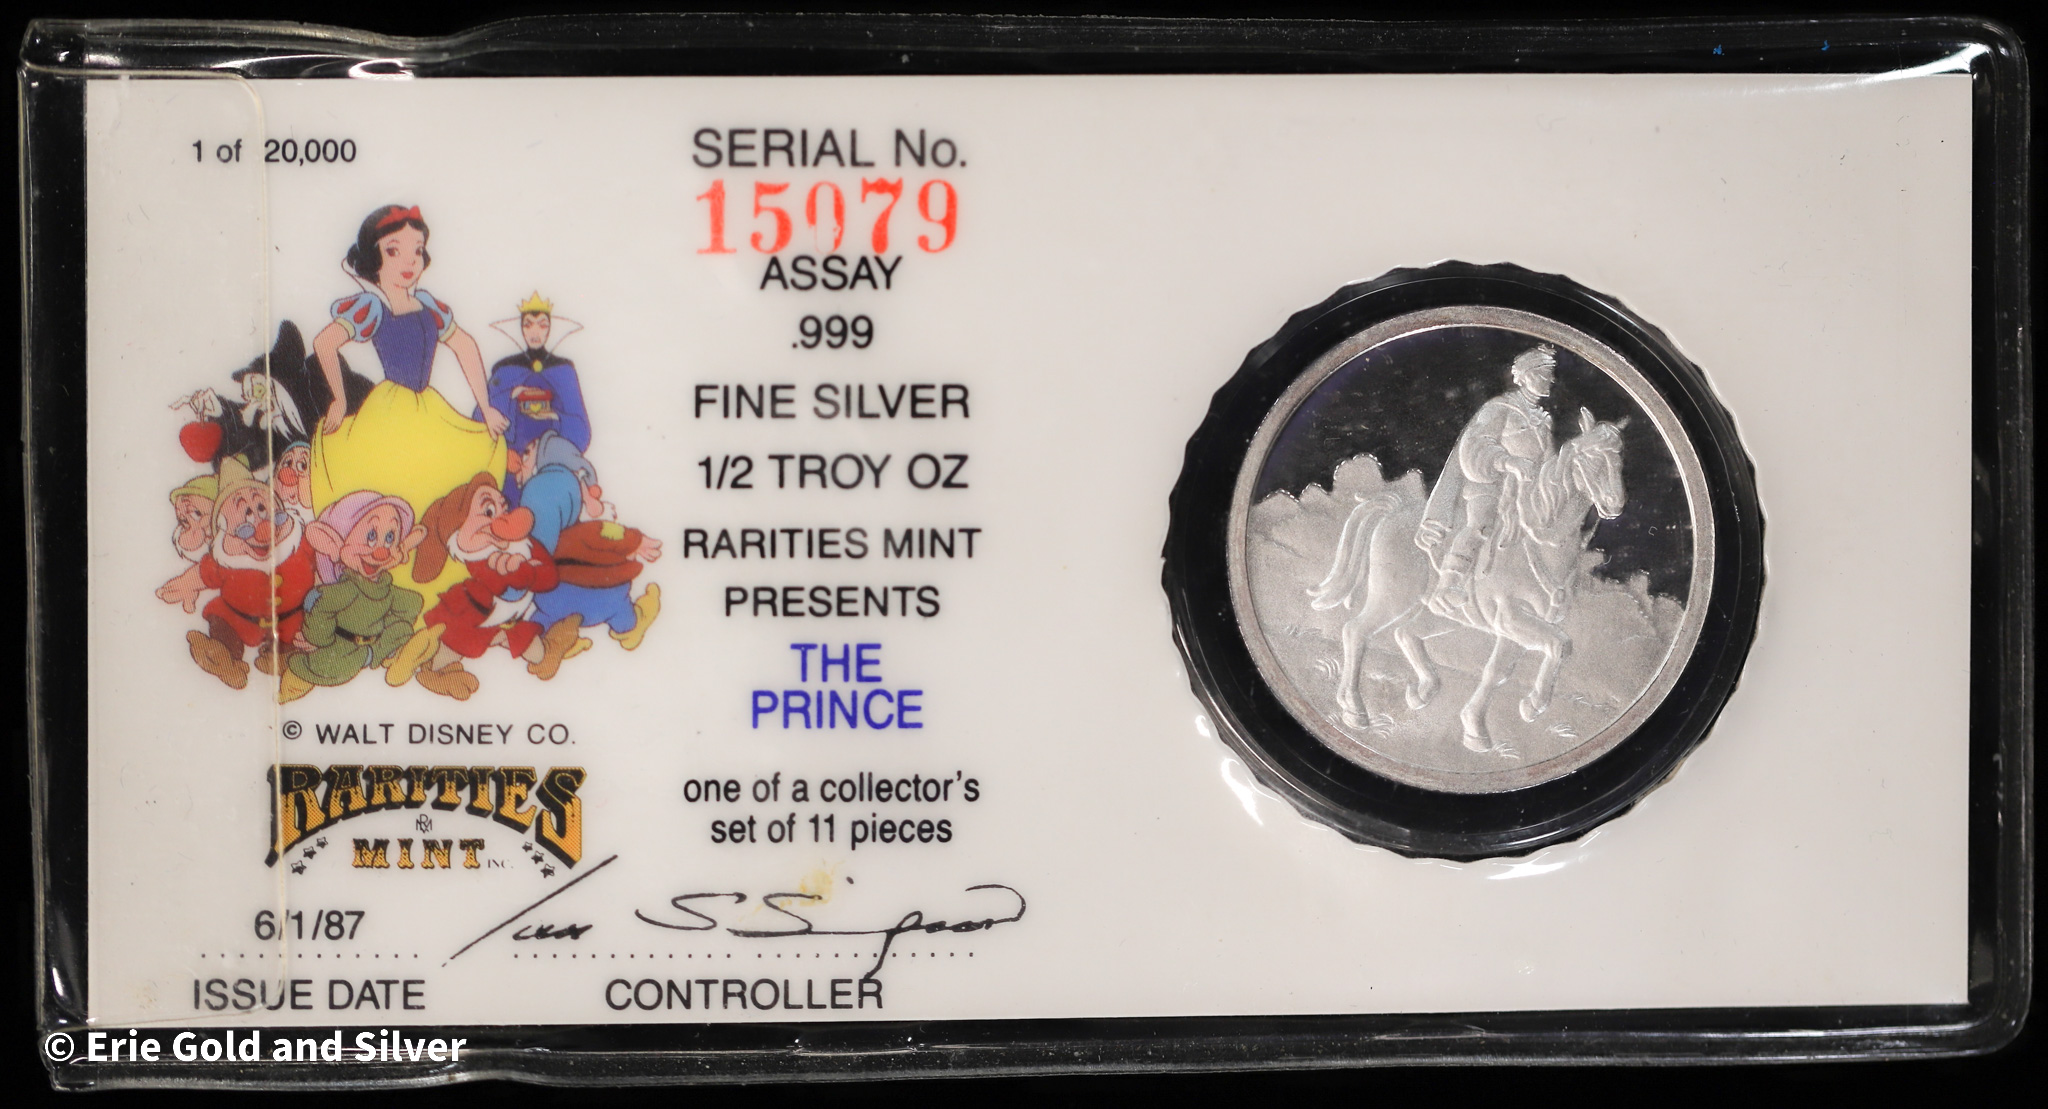 1 of 20,000
© WALT DISNEY CO.
RARITIES
RM
MINT INC.
6/1/87
ISSUE DATE
SERIAL No.
15079
ASSAY
.999
FINE SILVER
1/2 TROY OZ
RARITIES MINT
PRESENTS
THE
PRINCE
one of a collector's
set of 11 pieces
CONTROLLER
© Erie Gold and Silver